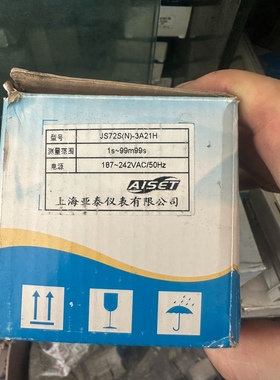 型号 JS72S(N)-3A21H
测量范围 1s~99m99s
电源 187~242VAC/50Hz
AISET
上海亚泰仪表有限公司